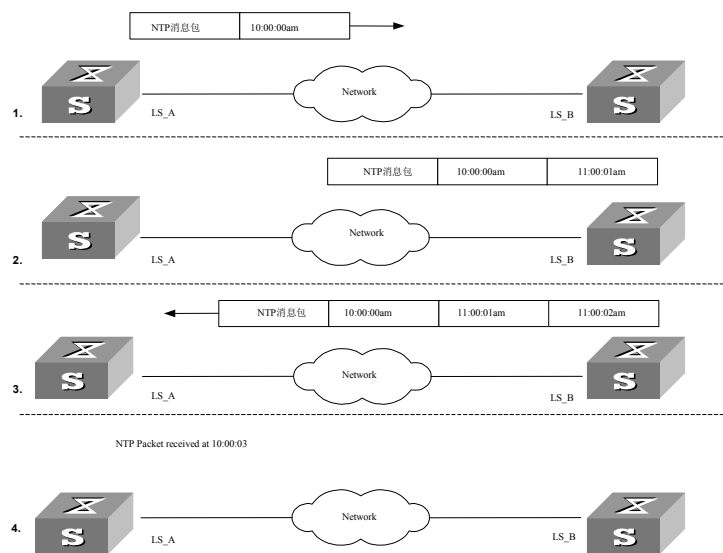 NTP消息包 10:00:00am
Network
1. LS_A LS_B
NTP消息包 10:00:00am 11:00:01am
Network
2. LS_A LS_B
NTP消息包 10:00:00am 11:00:01am 11:00:02am
Network
3. LS_A LS_B
NTP Packet received at 10:00:03
Network
4. LS_A LS_B